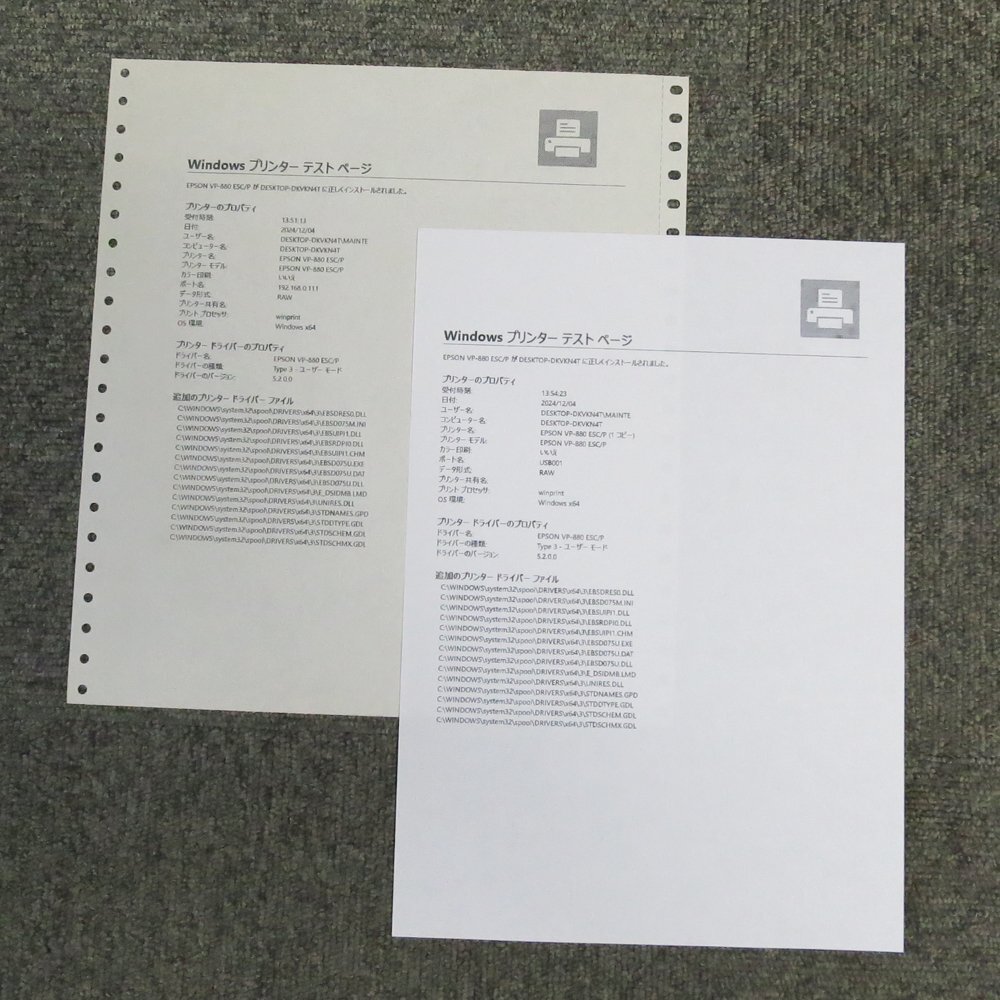 Windows プリンター テスト ページ
EPSON VP-880 ESC/P が DESKTOP-DKVKN4T に正しくインストールされました。
プリンターのプロパティ
受付時刻: 13:51:13
日付: 2024/12/04
ユーザー名: DESKTOP-DKVKN4T\MAINTE
コンピューター名: DESKTOP-DKVKN4T
プリンター名: EPSON VP-880 ESC/P
プリンター モデル: EPSON VP-880 ESC/P
カラー印刷: いいえ
ポート名: 192.168.0.111
データ形式: RAW
プリンター共有名:
プリント プロセッサ: winprint
OS 環境: Windows x64
プリンター ドライバーのプロパティ
ドライバー名: EPSON VP-880 ESC/P
ドライバーの種類: Type 3 - ユーザー モード
ドライバーのバージョン: 5.2.0.0
追加のプリンター ドライバー ファイル
C:\WINDOWS\system32\spool\DRIVERS\x64\3\EBSDRES0.DLL
C:\WINDOWS\system32\spool\DRIVERS\x64\3\EBSD075M.INI
C:\WINDOWS\system32\spool\DRIVERS\x64\3\EBSUIPI1.DLL
C:\WINDOWS\system32\spool\DRIVERS\x64\3\EBSRDPI0.DLL
C:\WINDOWS\system32\spool\DRIVERS\x64\3\EBSUIPI1.CHM
C:\WINDOWS\system32\spool\DRIVERS\x64\3\EBSD075U.EXE
C:\WINDOWS\system32\spool\DRIVERS\x64\3\EBSD075U.DAT
C:\WINDOWS\system32\spool\DRIVERS\x64\3\EBSD075U.DLL
C:\WINDOWS\system32\spool\DRIVERS\x64\3\E_DSIDMB.LMD
C:\WINDOWS\system32\spool\DRIVERS\x64\3\UNIRES.DLL
C:\WINDOWS\system32\spool\DRIVERS\x64\3\STDNAMES.GPD
C:\WINDOWS\system32\spool\DRIVERS\x64\3\STDDTYPE.GDL
C:\WINDOWS\system32\spool\DRIVERS\x64\3\STDSCHEM.GDL
C:\WINDOWS\system32\spool\DRIVERS\x64\3\STDSCHMX.GDL
Windows プリンター テスト ページ
EPSON VP-880 ESC/P が DESKTOP-DKVKN4T に正しくインストールされました。
プリンターのプロパティ
受付時刻: 13:54:23
日付: 2024/12/04
ユーザー名: DESKTOP-DKVKN4T\MAINTE
コンピューター名: DESKTOP-DKVKN4T
プリンター名: EPSON VP-880 ESC/P (1 コピー)
プリンター モデル: EPSON VP-880 ESC/P
カラー印刷: いいえ
ポート名: USB001
データ形式: RAW
プリンター共有名:
プリント プロセッサ: winprint
OS 環境: Windows x64
プリンター ドライバーのプロパティ
ドライバー名: EPSON VP-880 ESC/P
ドライバーの種類: Type 3 - ユーザー モード
ドライバーのバージョン: 5.2.0.0
追加のプリンター ドライバー ファイル
C:\WINDOWS\system32\spool\DRIVERS\x64\3\EBSDRES0.DLL
C:\WINDOWS\system32\spool\DRIVERS\x64\3\EBSD075M.INI
C:\WINDOWS\system32\spool\DRIVERS\x64\3\EBSUIPI1.DLL
C:\WINDOWS\system32\spool\DRIVERS\x64\3\EBSRDPI0.DLL
C:\WINDOWS\system32\spool\DRIVERS\x64\3\EBSUIPI1.CHM
C:\WINDOWS\system32\spool\DRIVERS\x64\3\EBSD075U.EXE
C:\WINDOWS\system32\spool\DRIVERS\x64\3\EBSD075U.DAT
C:\WINDOWS\system32\spool\DRIVERS\x64\3\EBSD075U.DLL
C:\WINDOWS\system32\spool\DRIVERS\x64\3\E_DSIDMB.LMD
C:\WINDOWS\system32\spool\DRIVERS\x64\3\UNIRES.DLL
C:\WINDOWS\system32\spool\DRIVERS\x64\3\STDNAMES.GPD
C:\WINDOWS\system32\spool\DRIVERS\x64\3\STDDTYPE.GDL
C:\WINDOWS\system32\spool\DRIVERS\x64\3\STDSCHEM.GDL
C:\WINDOWS\system32\spool\DRIVERS\x64\3\STDSCHMX.GDL